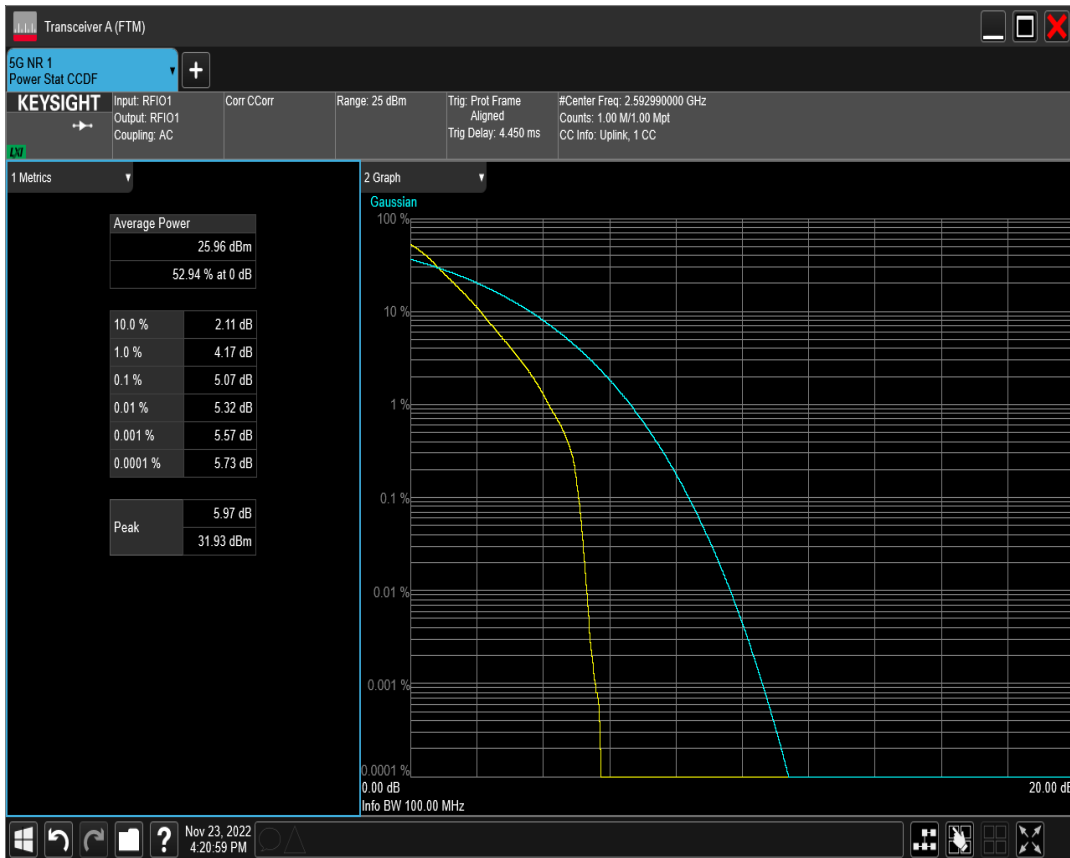 Transceiver A (FTM)
5G NR 1
Power Stat CCDF
+
KEYSIGHT
LXI
Input: RFIO1
Output: RFIO1
Coupling: AC
Corr CCorr
Range: 25 dBm
Trig: Prot Frame
Aligned
Trig Delay: 4.450 ms
#Center Freq: 2.592990000 GHz
Counts: 1.00 M/1.00 Mpt
CC Info: Uplink, 1 CC
1 Metrics
Average Power
25.96 dBm
52.94 % at 0 dB
10.0 % 2.11 dB
1.0 % 4.17 dB
0.1 % 5.07 dB
0.01 % 5.32 dB
0.001 % 5.57 dB
0.0001 % 5.73 dB
Peak 5.97 dB
31.93 dBm
2 Graph
Gaussian
100 %
10 %
1 %
0.1 %
0.01 %
0.001 %
0.0001 %
0.00 dB 20.00 dB
Info BW 100.00 MHz
? Nov 23, 2022
4:20:59 PM